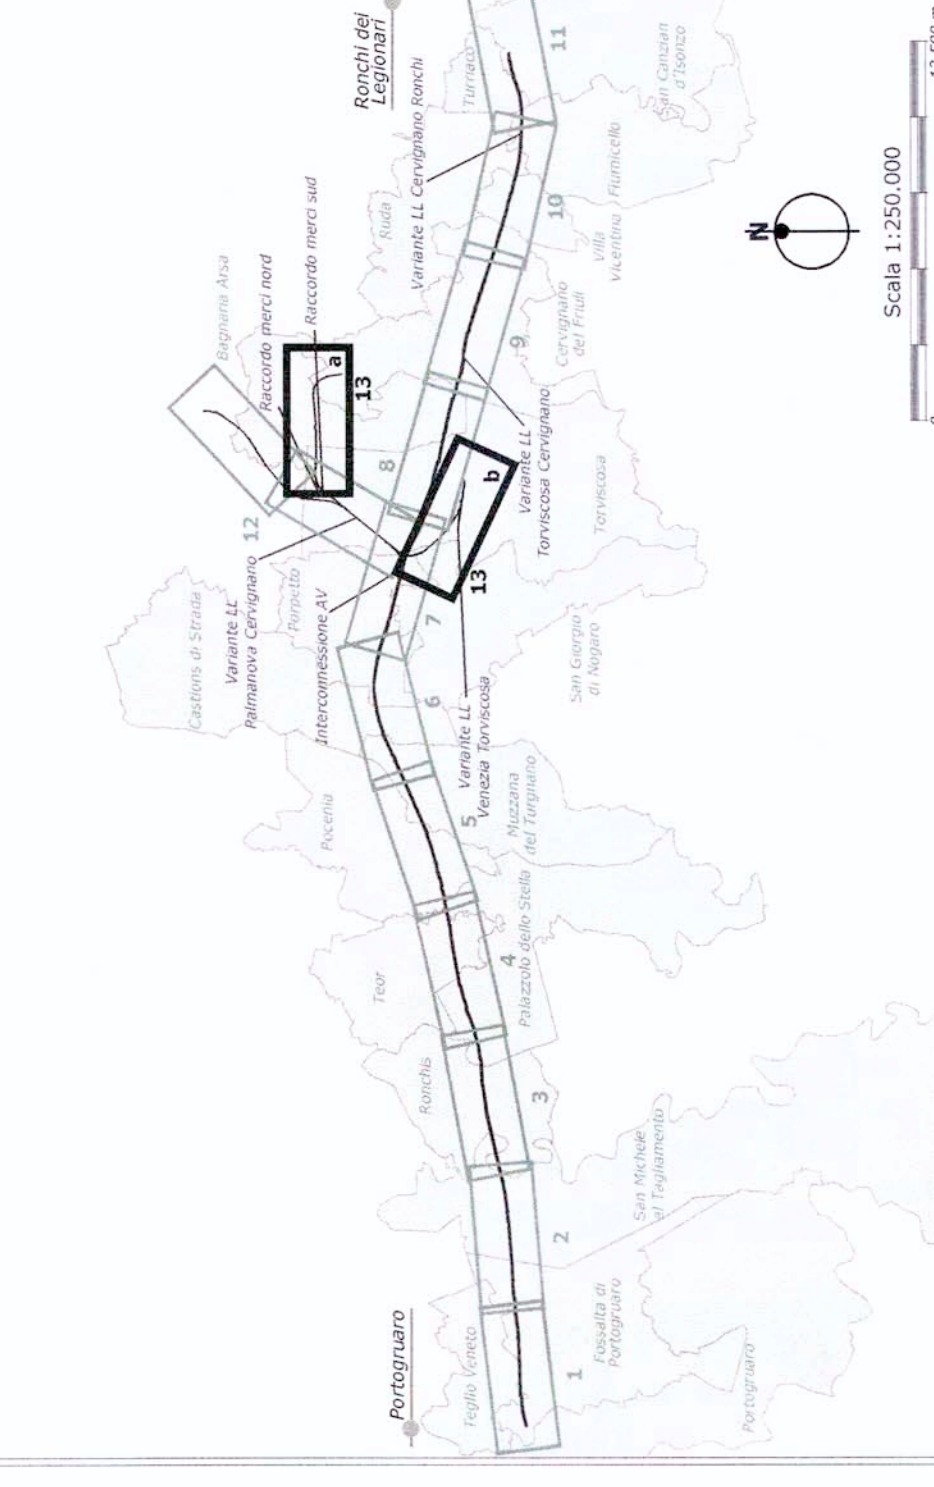 Portogruaro
Ronchi dei
Legionari
Teglio Veneto
1
Fossalta di
Portogruaro
Portogruaro
2
San Michele
al Tagliamento
Ronchis
3
Teor
4
Palazzolo dello Stella
Pocenia
5
Muzzana
del Turgnano
6
Castions di Strada
Variante LL
Palmanova Cervignano
Porpetto
Interconnessione AV
Variante LL
Venezia Torviscosa
7
San Giorgio
di Nogaro
12
13
b
8
Torviscosa
Variante LL
Torviscosa Cervignano
Bagnaria Arsa
Raccordo merci nord
Raccordo merci sud
a
13
9
Cervignano
del Friuli
Ruda
Variante LL Cervignano Ronchi
10
Villa
Vicentina
Fiumicello
Turriaco
11
San Canzian
d'Isonzo
N
Scala 1:250.000
0